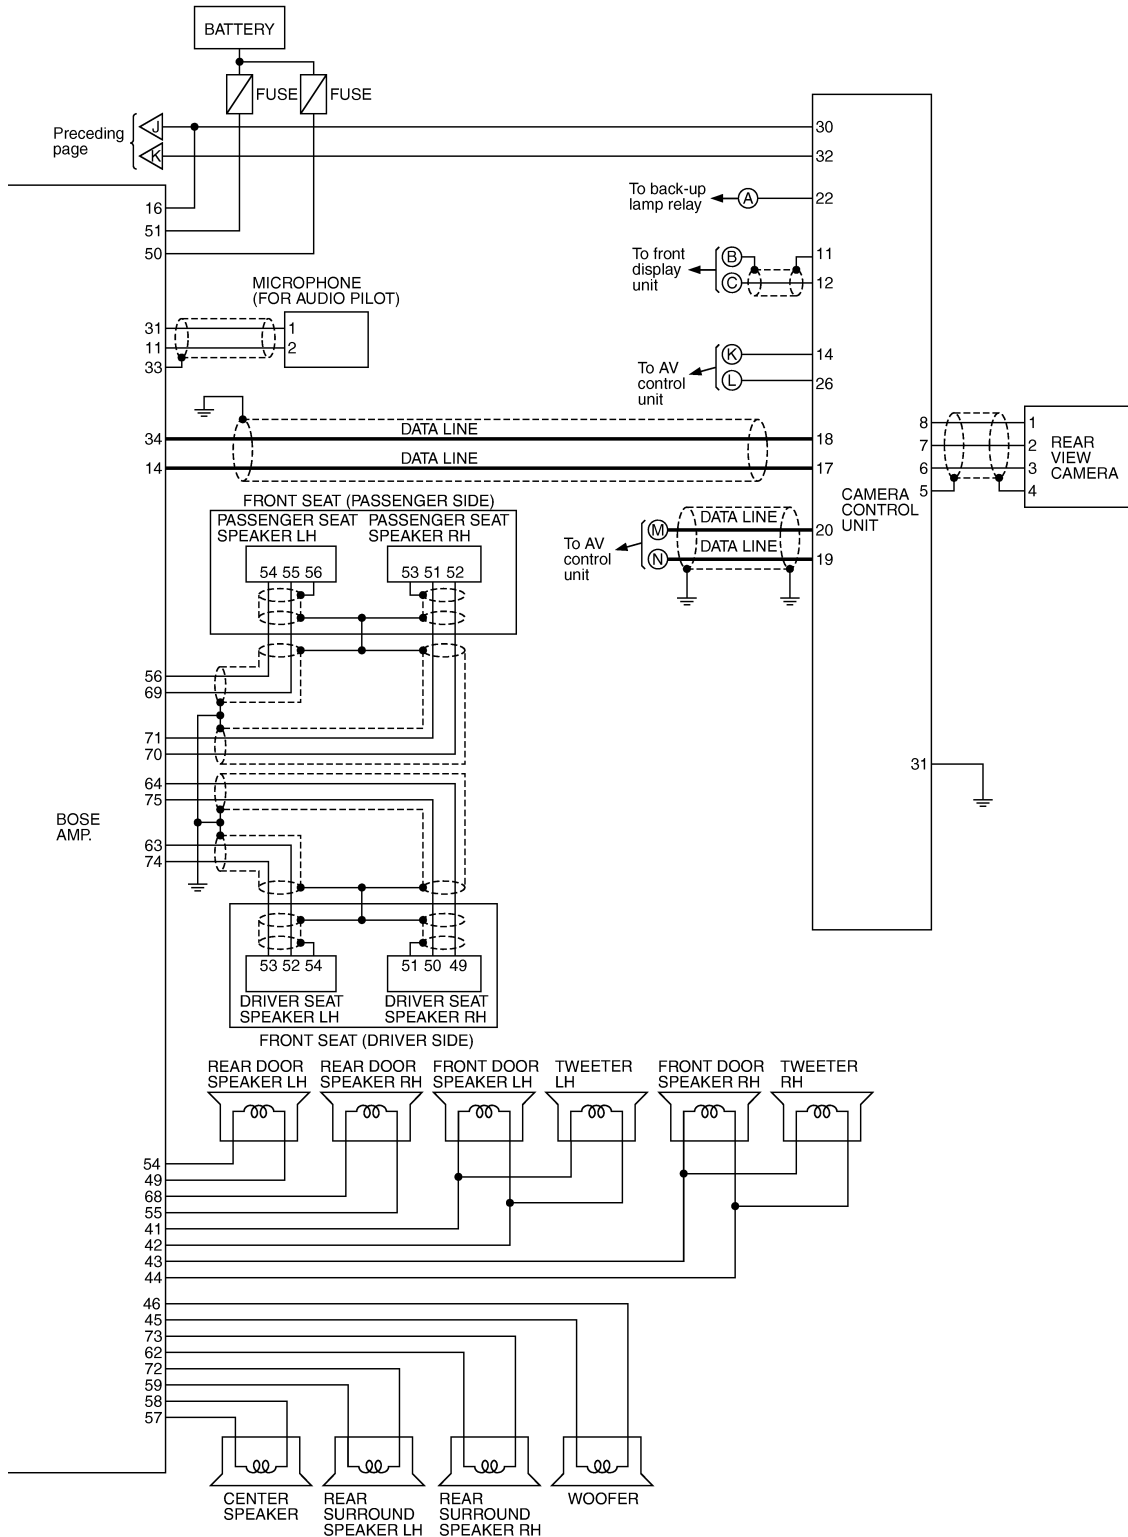 BATTERY
FUSE
FUSE
Preceding
page
J
K
30
32
To back-up
lamp relay
A
22
16
51
50
To front
display
unit
B
C
11
12
MICROPHONE
(FOR AUDIO PILOT)
31
11
33
1
2
To AV
control
unit
K
L
14
26
34
14
DATA LINE
DATA LINE
18
17
8
7
6
5
1
2
3
4
REAR
VIEW
CAMERA
CAMERA
CONTROL
UNIT
FRONT SEAT (PASSENGER SIDE)
PASSENGER SEAT
SPEAKER LH
PASSENGER SEAT
SPEAKER RH
54 55 56
53 51 52
To AV
control
unit
M
N
DATA LINE
DATA LINE
20
19
56
69
71
70
64
75
63
74
31
BOSE
AMP.
53 52 54
51 50 49
DRIVER SEAT
SPEAKER LH
DRIVER SEAT
SPEAKER RH
FRONT SEAT (DRIVER SIDE)
REAR DOOR
SPEAKER LH
REAR DOOR
SPEAKER RH
FRONT DOOR
SPEAKER LH
TWEETER
LH
FRONT DOOR
SPEAKER RH
TWEETER
RH
54
49
68
55
41
42
43
44
46
45
73
62
72
59
58
57
CENTER
SPEAKER
REAR
SURROUND
SPEAKER LH
REAR
SURROUND
SPEAKER RH
WOOFER